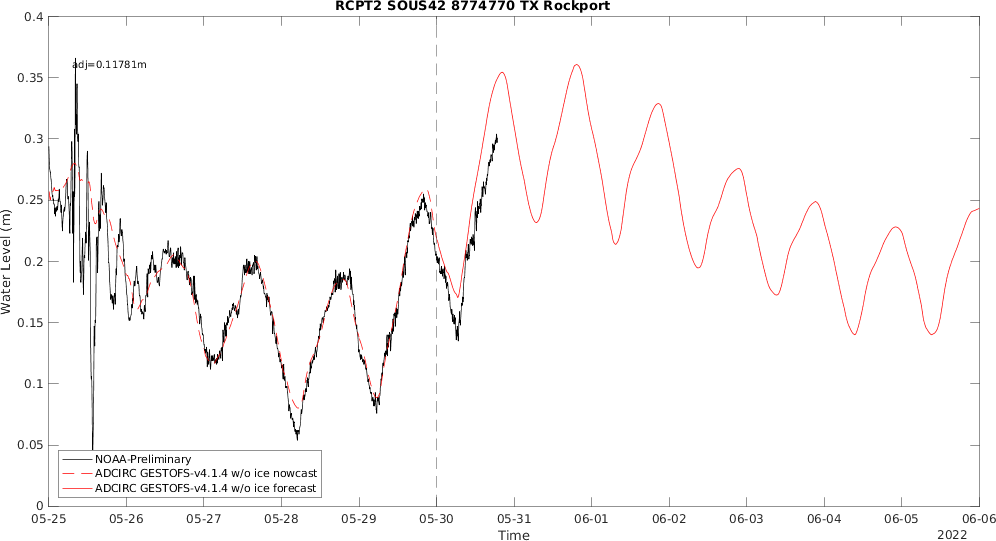 RCPT2 SOUS42 8774770 TX Rockport
0.4
0.35
0.3
0.25
0.2
0.15
0.1
0.05
0
Water Level (m)
adj=0.11781m
NOAA-Preliminary
ADCIRC GESTOFS-v4.1.4 w/o ice nowcast
ADCIRC GESTOFS-v4.1.4 w/o ice forecast
05-25 05-26 05-27 05-28 05-29 05-30 05-31 06-01 06-02 06-03 06-04 06-05 06-06
Time
2022